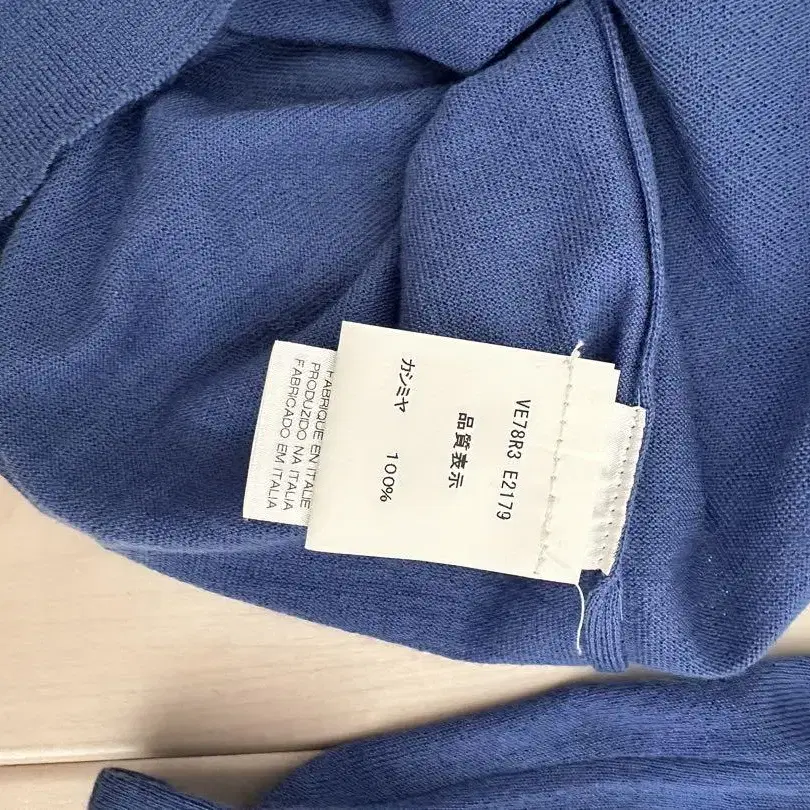 VE78R3 E2179
品質表示
カシミヤ 100%
FABRIQUE EN ITALIE
PRODUZIDO NA ITALIA
FABRICADO EM ITALIA